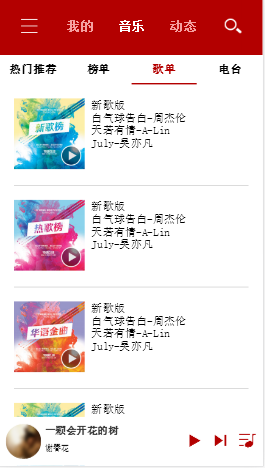 我的 音乐 动态
热门推荐 榜单 歌单 电台
新歌榜
新歌版
白气球告白-周杰伦
天若有情-A-Lin
July-吴亦凡
热歌榜
新歌版
白气球告白-周杰伦
天若有情-A-Lin
July-吴亦凡
华语金曲
新歌版
白气球告白-周杰伦
天若有情-A-Lin
July-吴亦凡
新歌版
一颗会开花的树
谢春花